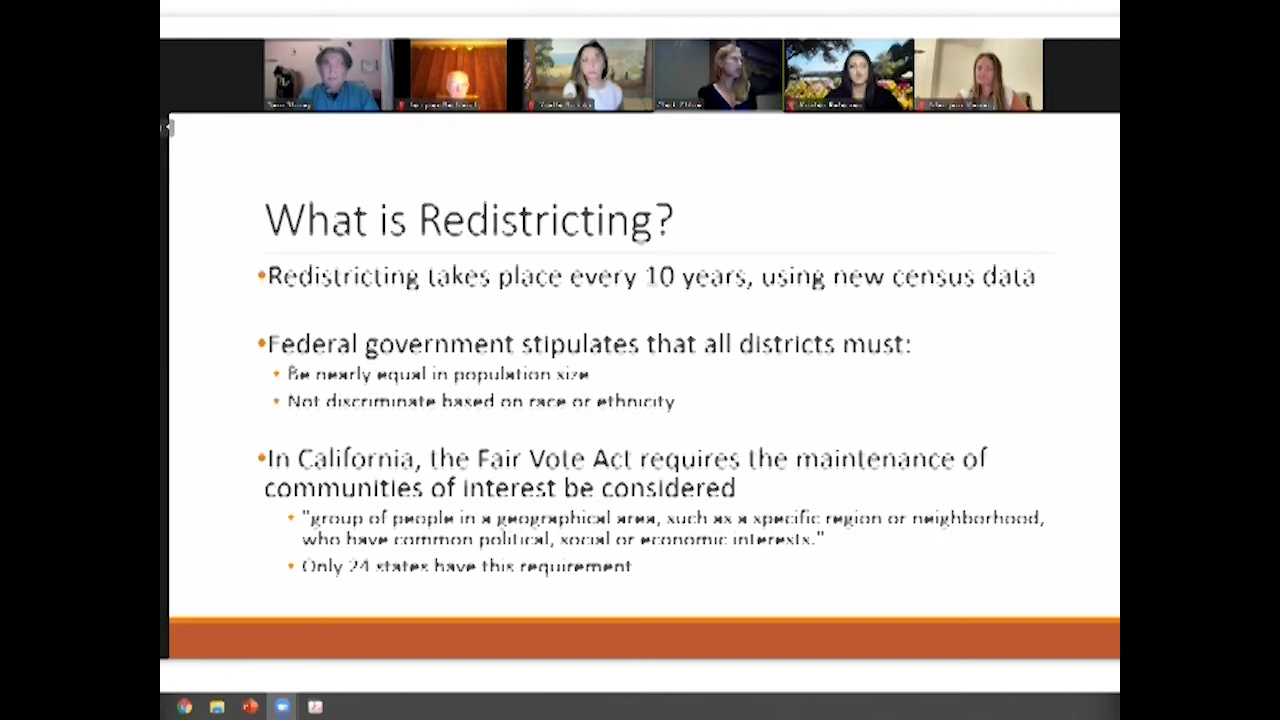 What is Redistricting?
•Redistricting takes place every 10 years, using new census data
•Federal government stipulates that all districts must:
• Be nearly equal in population size
• Not discriminate based on race or ethnicity
•In California, the Fair Vote Act requires the maintenance of
communities of interest be considered
• "group of people in a geographical area, such as a specific region or neighborhood,
who have common political, social or economic interests."
• Only 24 states have this requirement